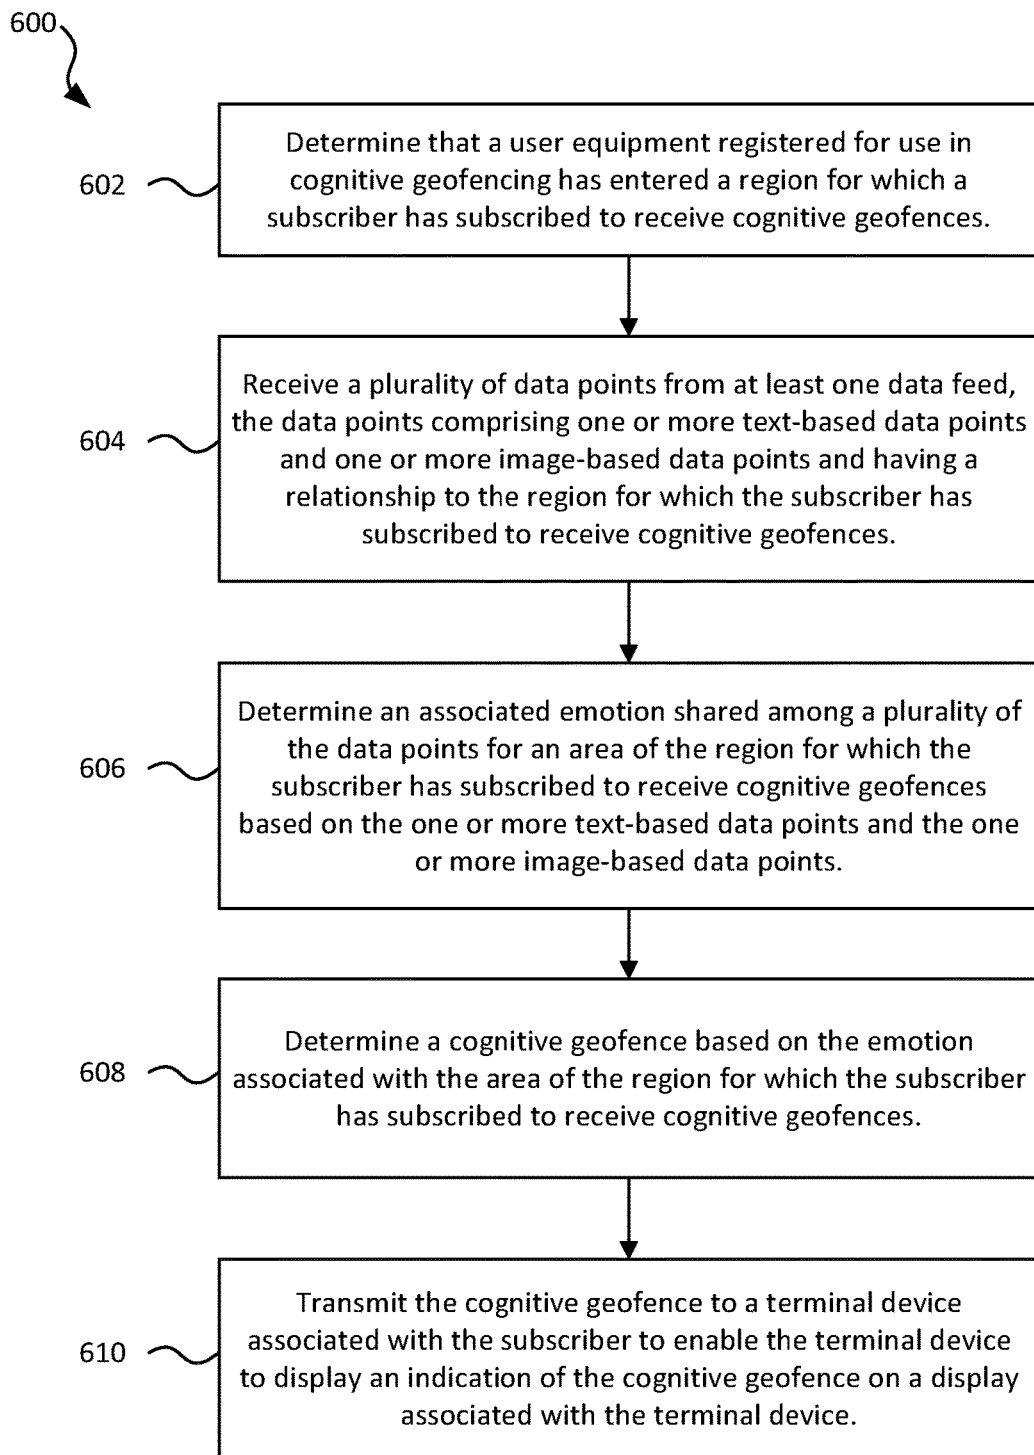 600
602
Determine that a user equipment registered for use in
cognitive geofencing has entered a region for which a
subscriber has subscribed to receive cognitive geofences.
604
Receive a plurality of data points from at least one data feed,
the data points comprising one or more text-based data points
and one or more image-based data points and having a
relationship to the region for which the subscriber has
subscribed to receive cognitive geofences.
606
Determine an associated emotion shared among a plurality of
the data points for an area of the region for which the
subscriber has subscribed to receive cognitive geofences
based on the one or more text-based data points and the one
or more image-based data points.
608
Determine a cognitive geofence based on the emotion
associated with the area of the region for which the subscriber
has subscribed to receive cognitive geofences.
610
Transmit the cognitive geofence to a terminal device
associated with the subscriber to enable the terminal device
to display an indication of the cognitive geofence on a display
associated with the terminal device.